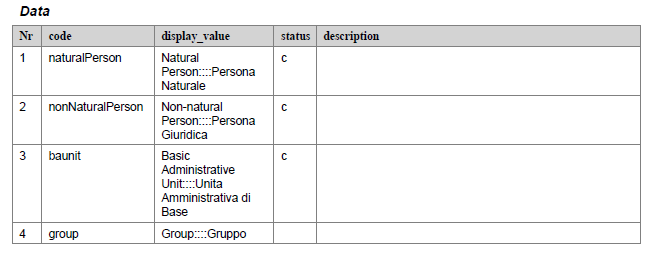 Data
Nr code display_value status description
1 naturalPerson Natural c
Person::::Persona
Naturale
2 nonNaturalPerson Non-natural c
Person::::Persona
Giuridica
3 baunit Basic c
Administrative
Unit::::Unita
Amministrativa di
Base
4 group Group::::Gruppo